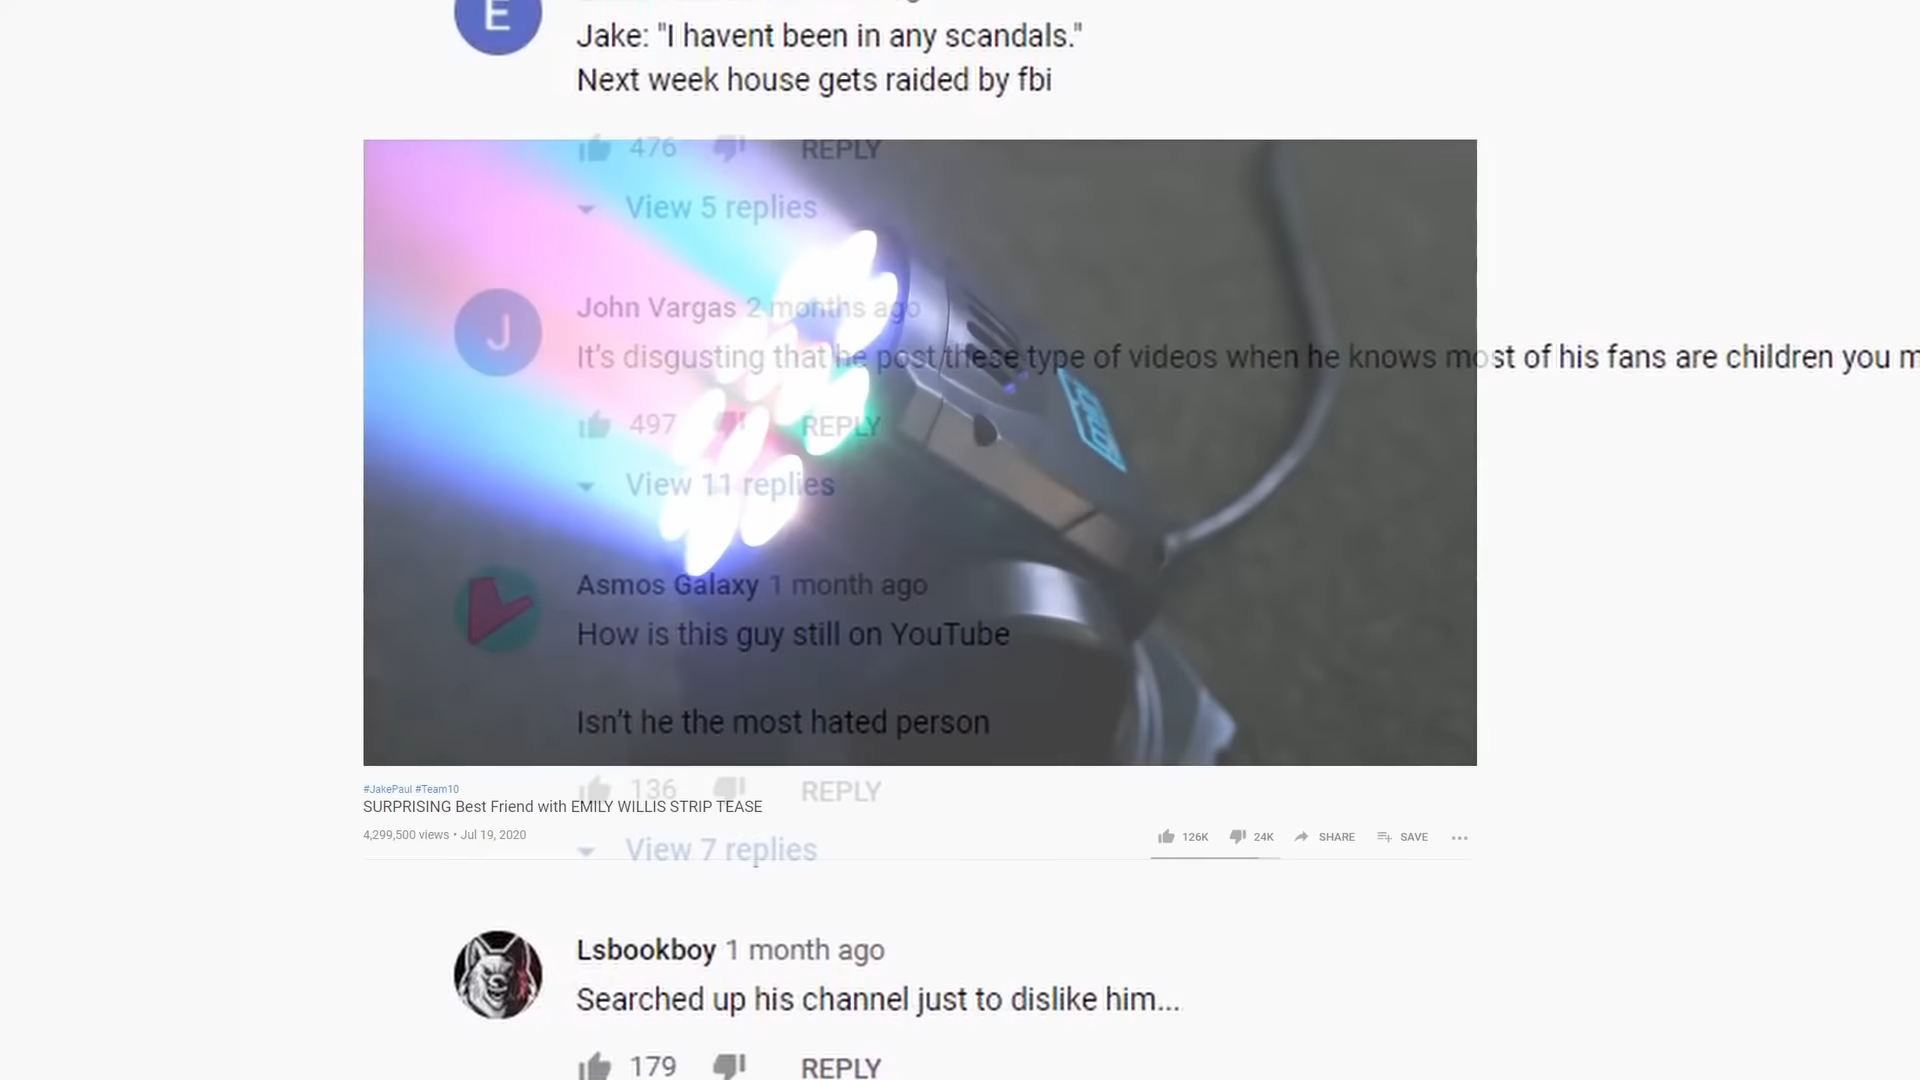 E
Jake: "I havent been in any scandals."
Next week house gets raided by fbi
476 REPLY
View 5 replies
J
John Vargas 2 months ago
It's disgusting that he post these type of videos when he knows most of his fans are children you m
497 REPLY
View 11 replies
Asmos Galaxy 1 month ago
How is this guy still on YouTube
Isn't he the most hated person
136 REPLY
#JakePaul #Team10
SURPRISING Best Friend with EMILY WILLIS STRIP TEASE
4,299,500 views • Jul 19, 2020
126K 24K SHARE SAVE
View 7 replies
Lsbookboy 1 month ago
Searched up his channel just to dislike him...
179 REPLY